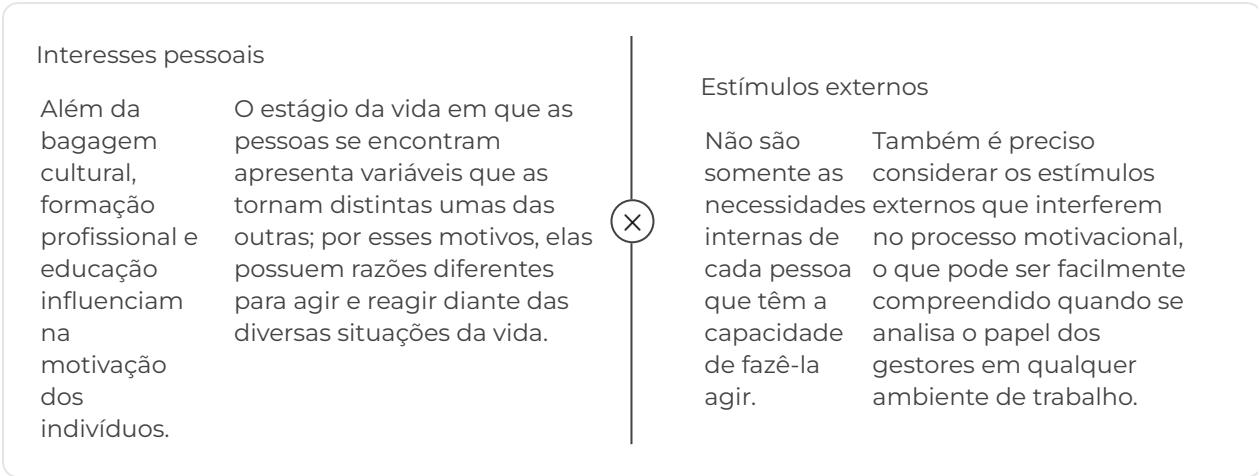 Interesses pessoais
Além da
bagagem
cultural,
formação
profissional e
educação
influenciam
na
motivação
dos
indivíduos.
O estágio da vida em que as
pessoas se encontram
apresenta variáveis que as
tornam distintas umas das
outras; por esses motivos, elas
possuem razões diferentes
para agir e reagir diante das
diversas situações da vida.
Estímulos externos
Não são
somente as
necessidades
internas de
cada pessoa
que têm a
capacidade
de fazê-la
agir.
Também é preciso
considerar os estímulos
externos que interferem
no processo motivacional,
o que pode ser facilmente
compreendido quando se
analisa o papel dos
gestores em qualquer
ambiente de trabalho.